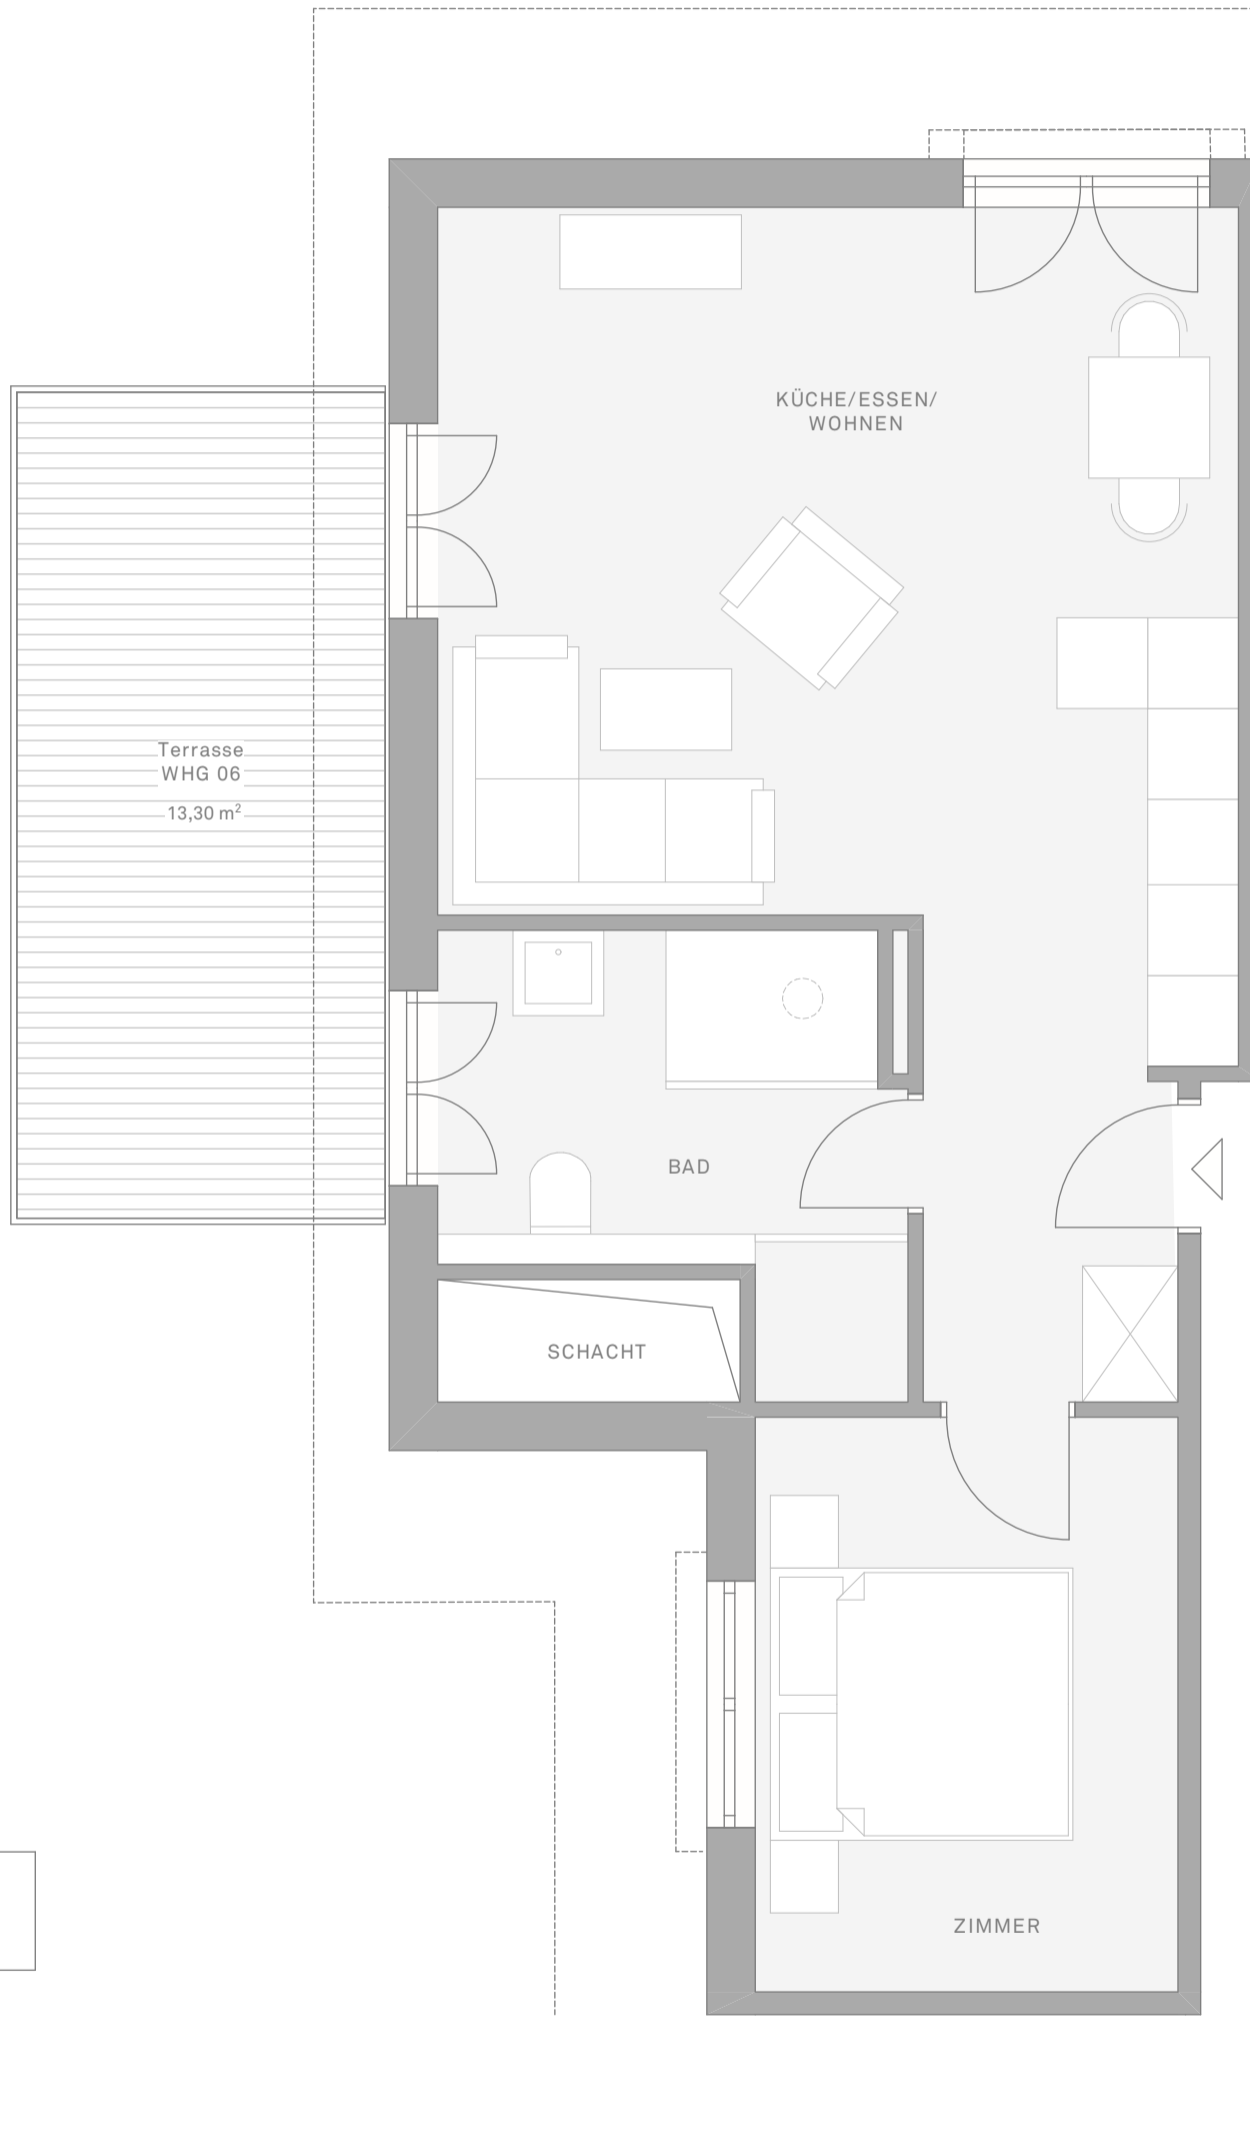 KÜCHE/ESSEN/
WOHNEN
Terrasse
WHG 06
13,30 m²
BAD
SCHACHT
ZIMMER